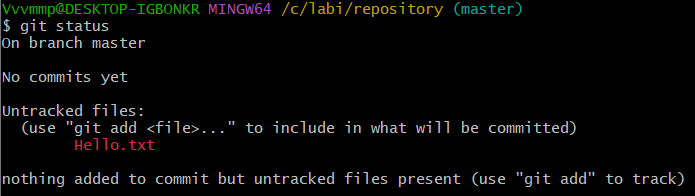 Vvvmmp@DESKTOP-IGBONKR MINGW64 /c/labi/repository (master)
$ git status
On branch master
No commits yet
Untracked files:
(use "git add <file>..." to include in what will be committed)
Hello.txt
nothing added to commit but untracked files present (use "git add" to track)